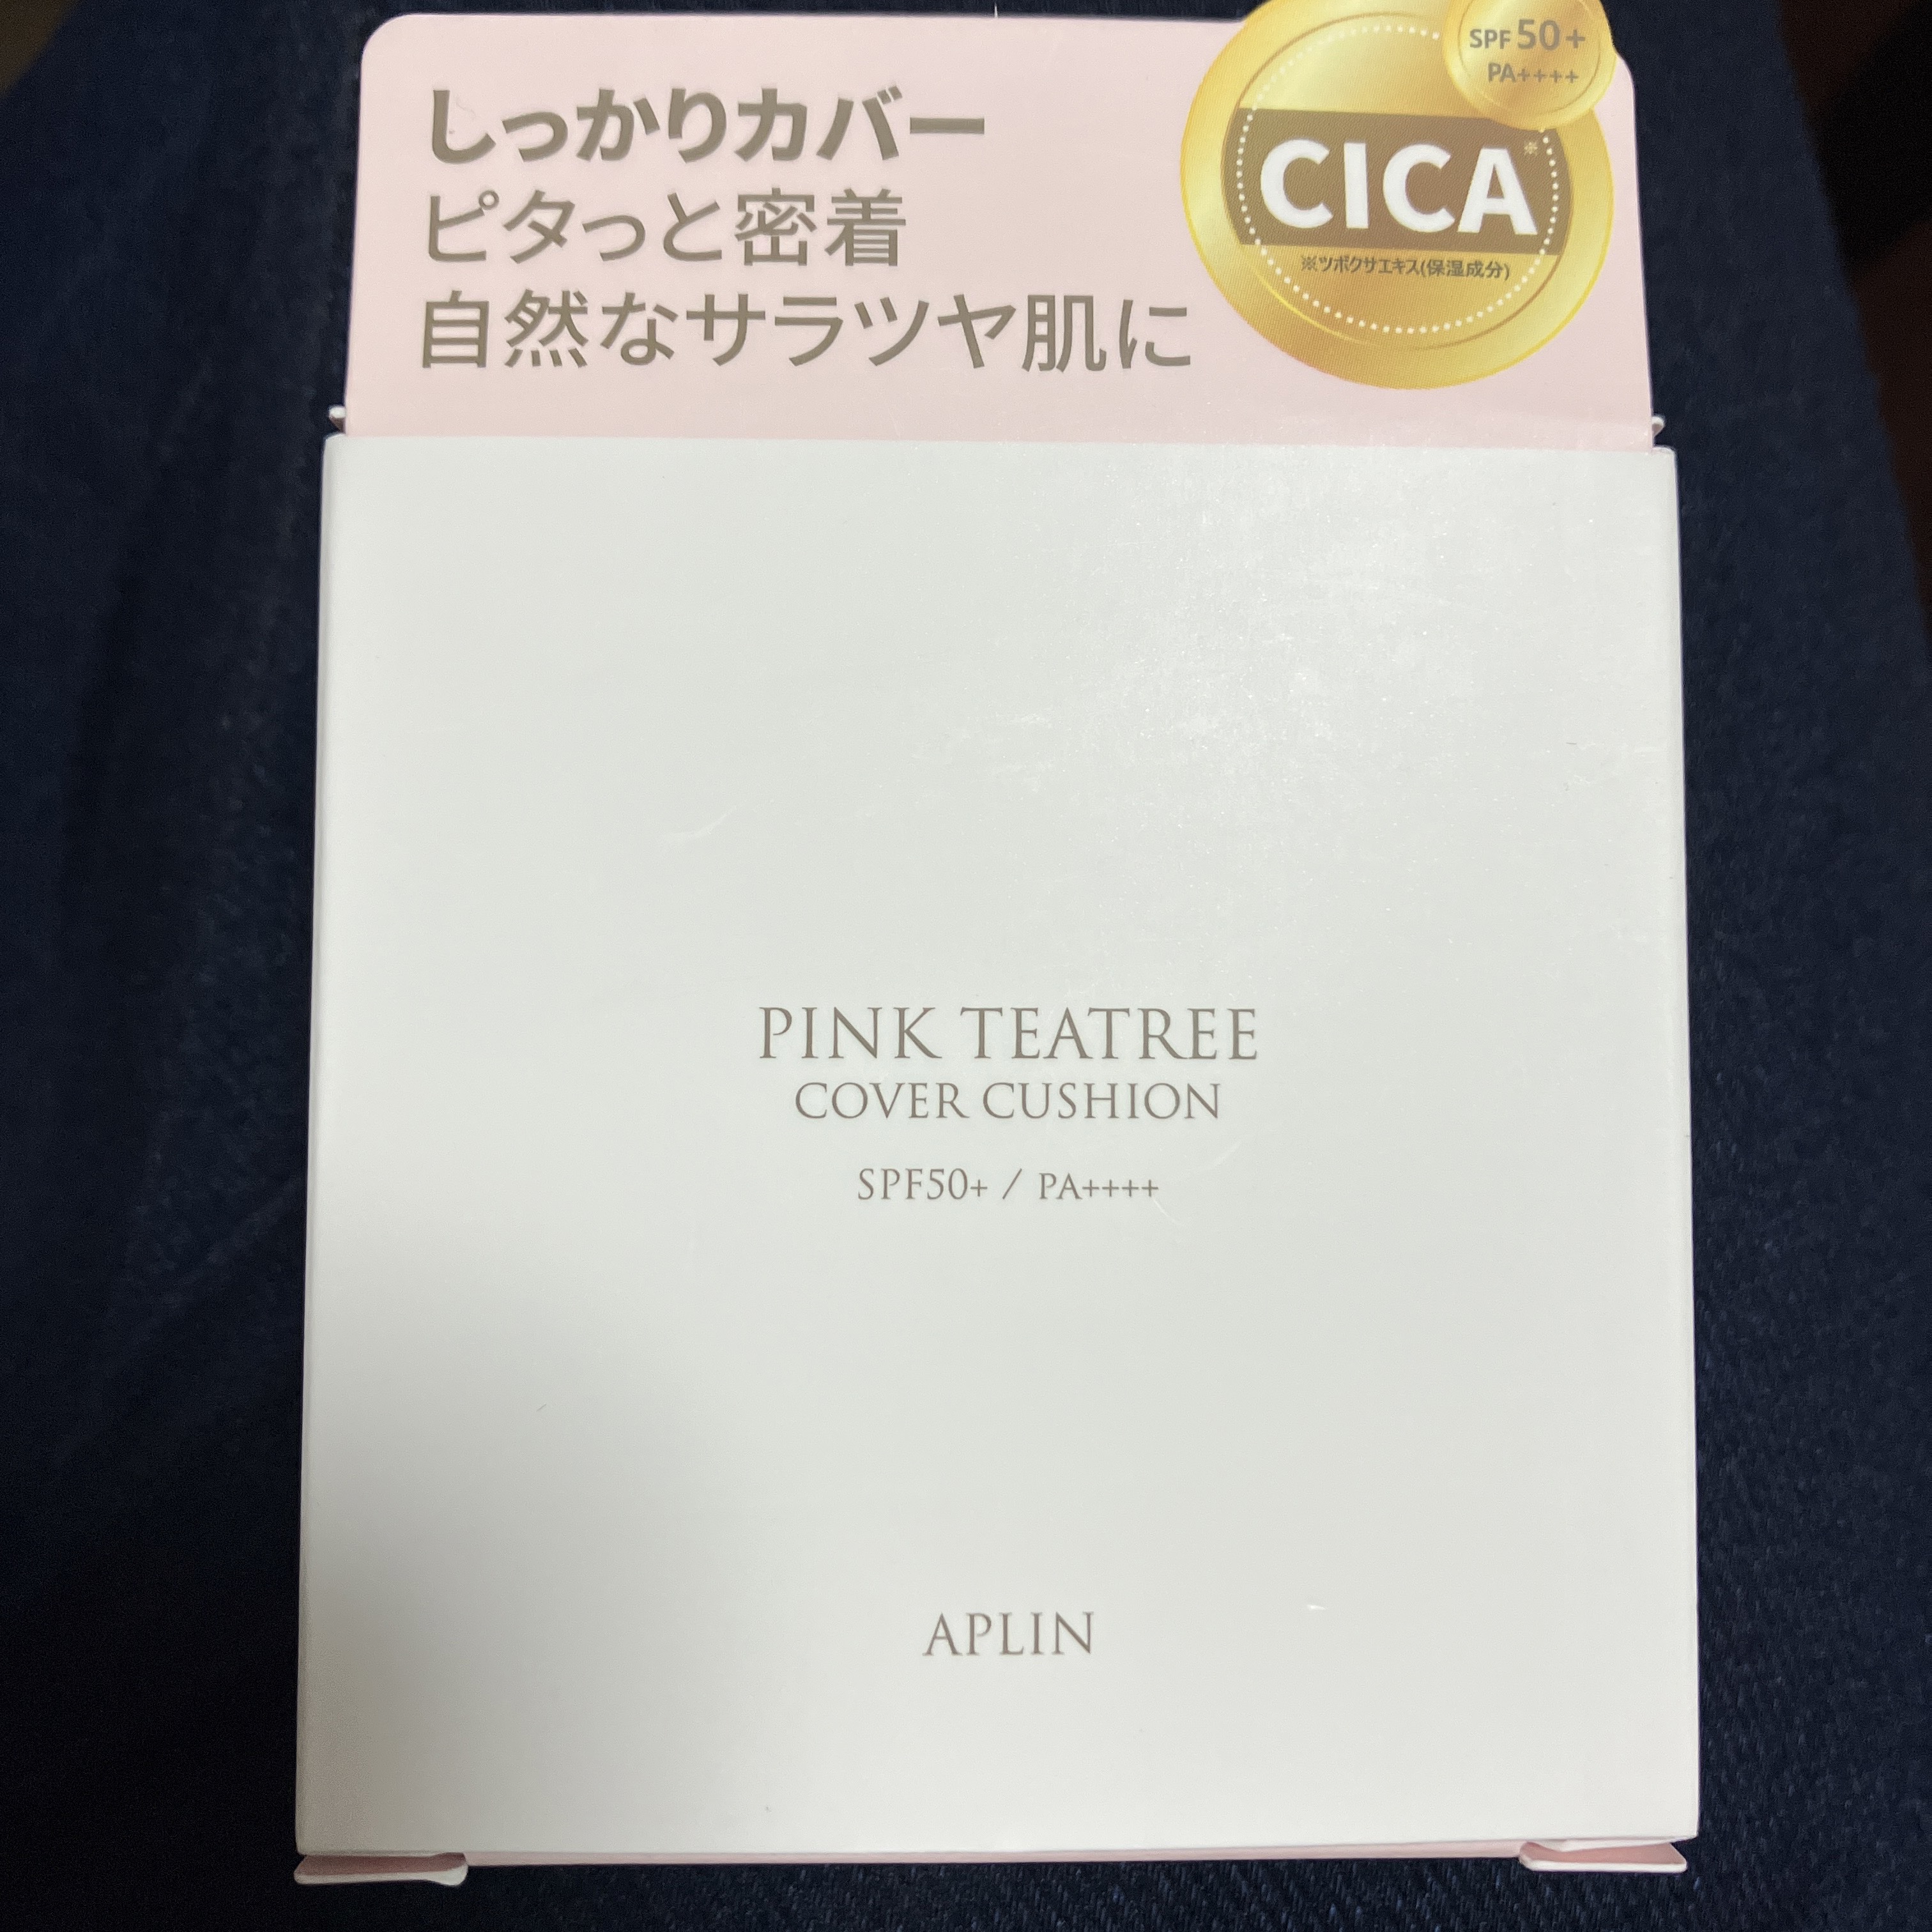 しっかりカバー
ピタっと密着
自然なサラツヤ肌に
SPF 50+
PA++++
CICA※
※ツボクサエキス(保湿成分)
PINK TEATREE
COVER CUSHION
SPF50+ / PA++++
APLIN